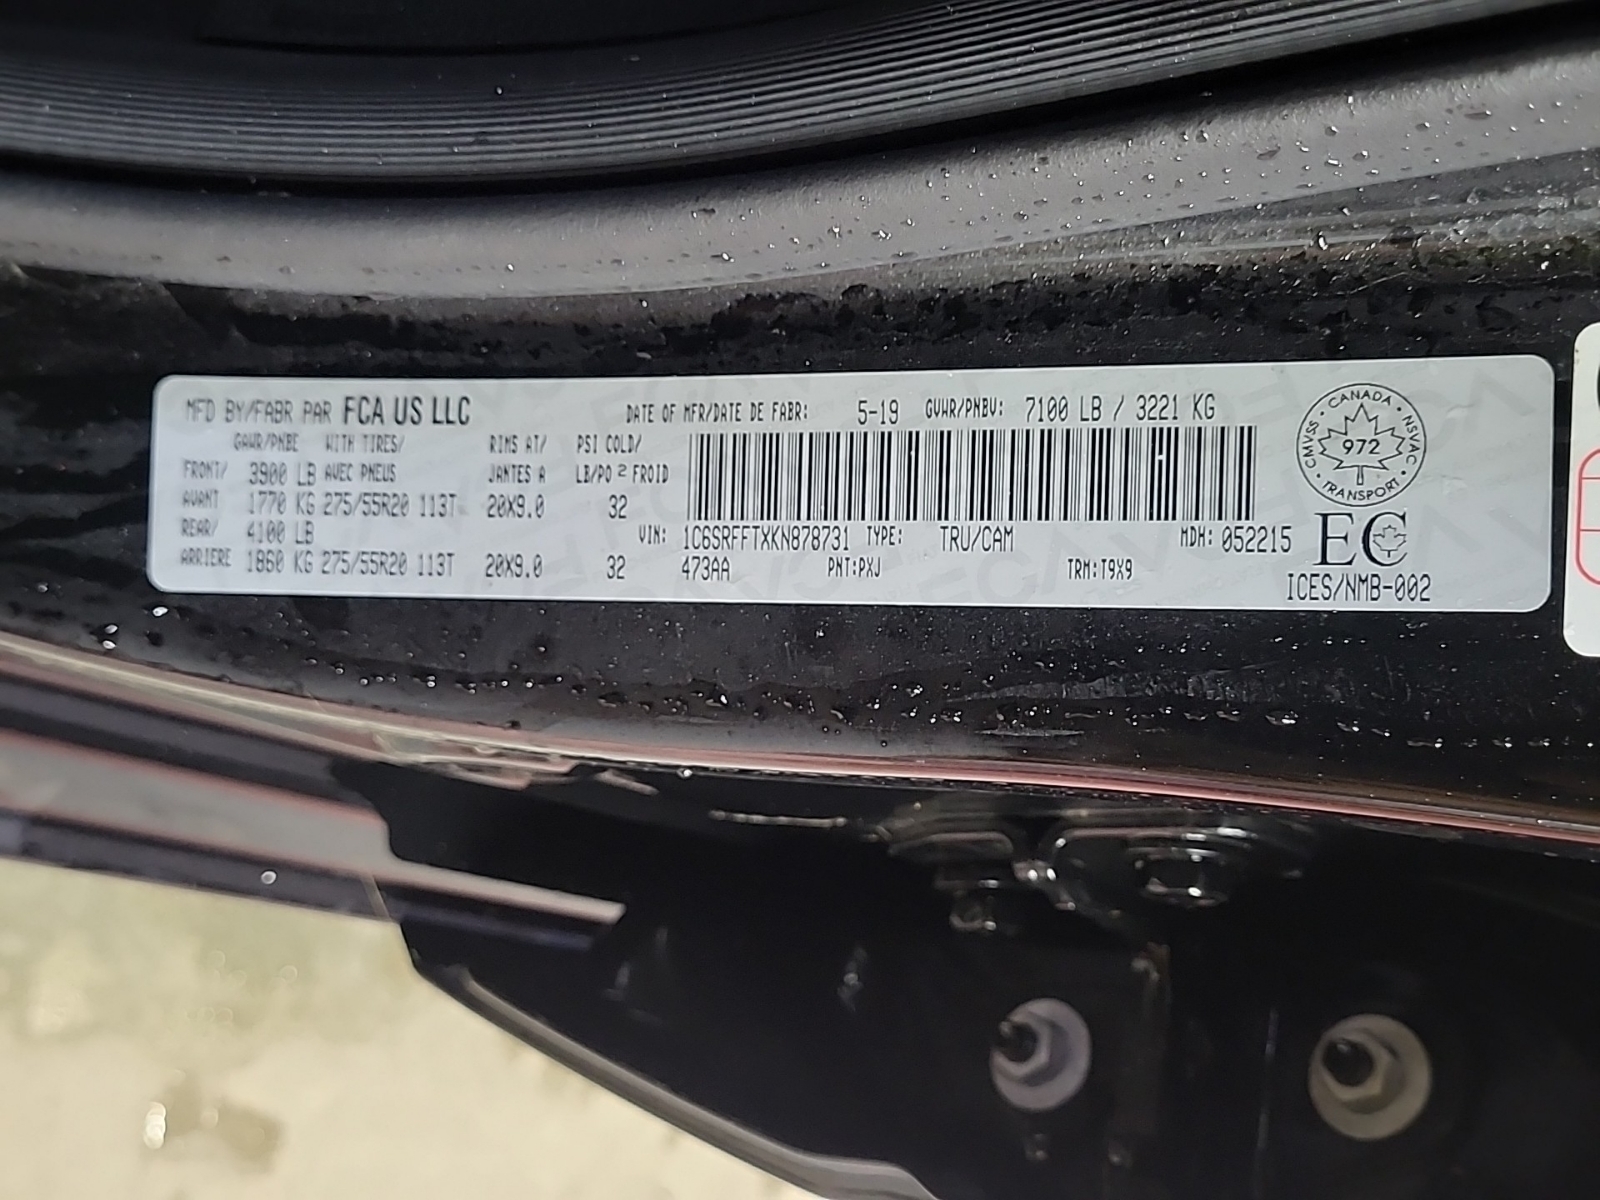 MFD BY/FABR PAR FCA US LLC DATE OF MFR/DATE DE FABR: 5-19 GVWR/PNBV: 7100 LB / 3221 KG
GAWR/PNBE WITH TIRES/ RIMS AT/ PSI COLD/
FRONT/ 3900 LB AVEC PNEUS JANTES A LB/PO 2 FROID
AVANT 1770 KG 275/55R20 113T 20X9.0 32
REAR/ 4100 LB
ARRIERE 1860 KG 275/55R20 113T 20X9.0 32
VIN: 1C6SRFFTXKN878731 TYPE: TRU/CAM MDH: 052215
473AA PNT:PXJ TRM:T9X9
CANADA
CMVSS 972 NSVAC
TRANSPORT
EC
ICES/NMB-002